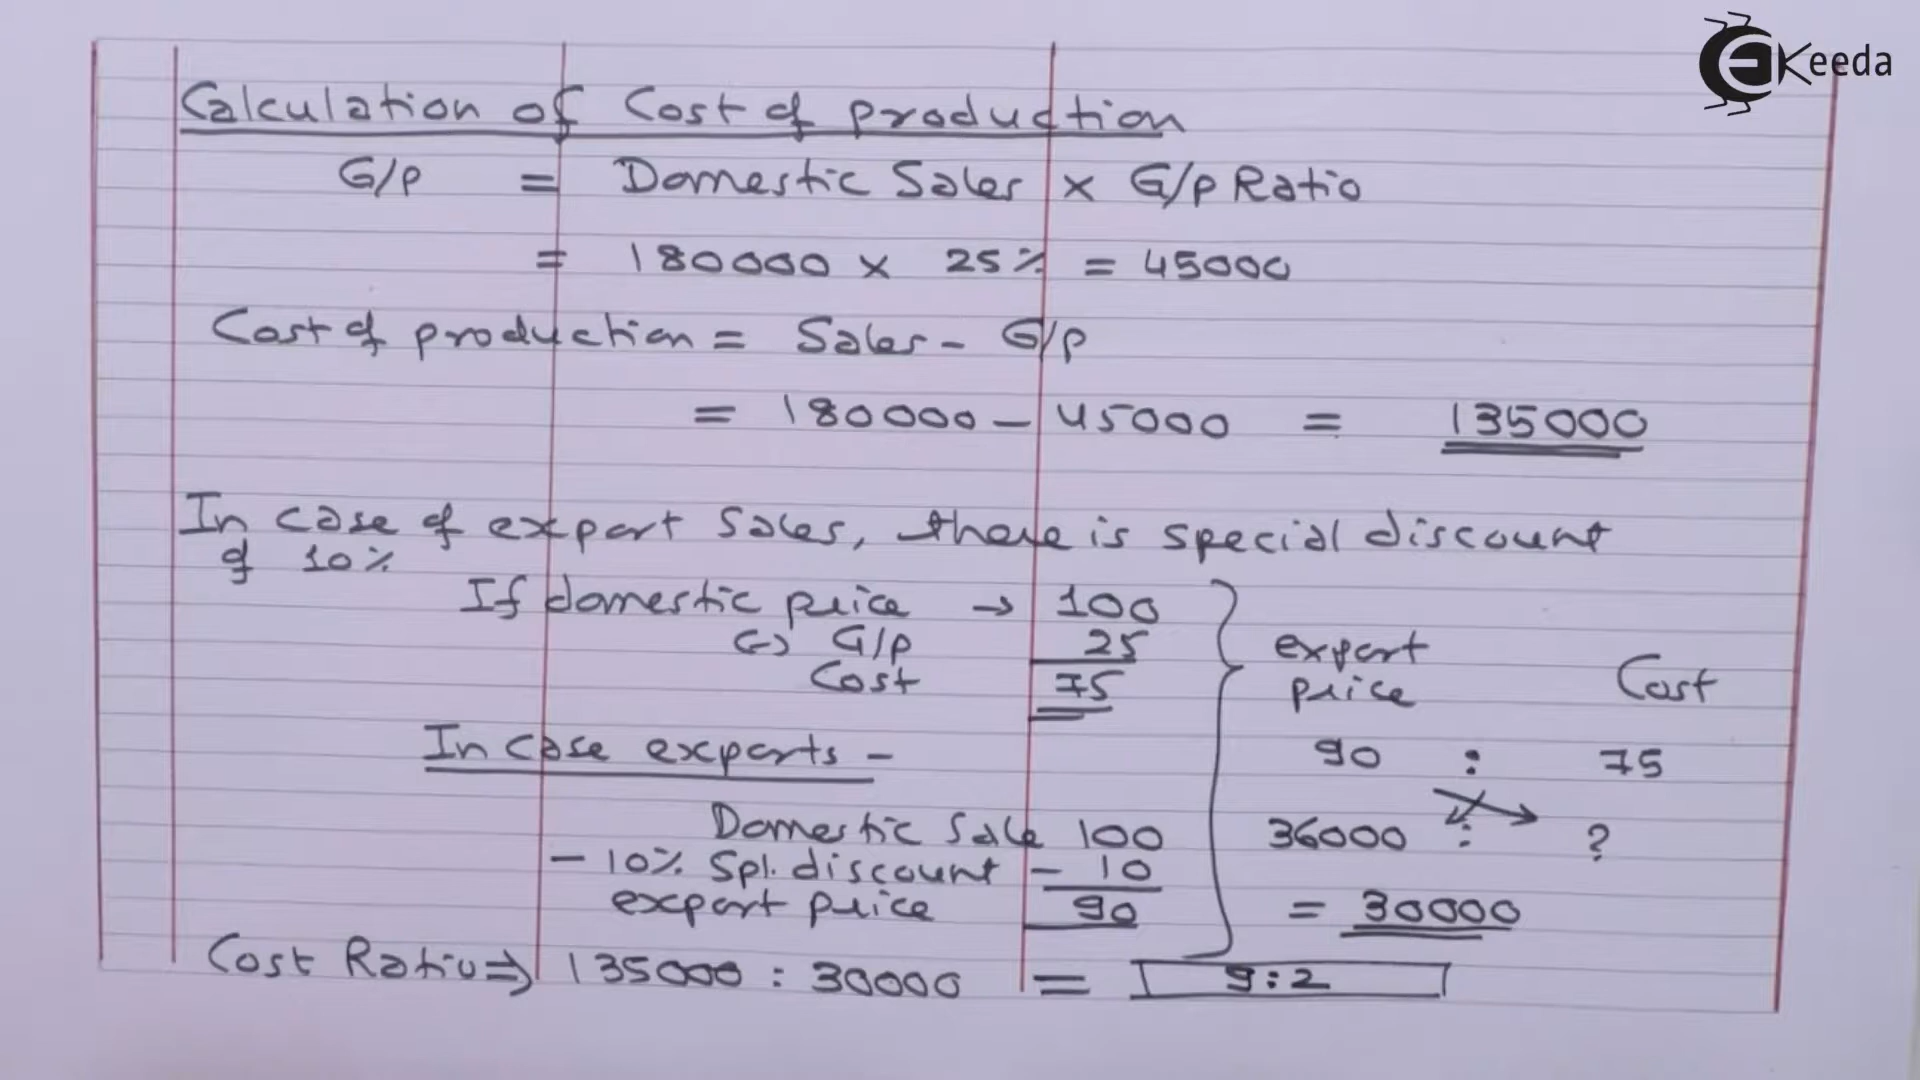 Keeda
Calculation of Cost of production
G/P = Domestic Sales x G/P Ratio
= 180000 x 25% = 45000
Cost of production = Sales - G/P
= 180000 - 45000 = 135000
In case of export sales, there is special discount
of 10%
If domestic price → 100
(-) G/P 25
Cost 75
export price Cost
90 : 75
36000 : ?
= 30000
In case exports -
Domestic Sale 100
- 10% Spl. discount - 10
export price 90
Cost Ratio ⇒ 135000 : 30000 = 9:2